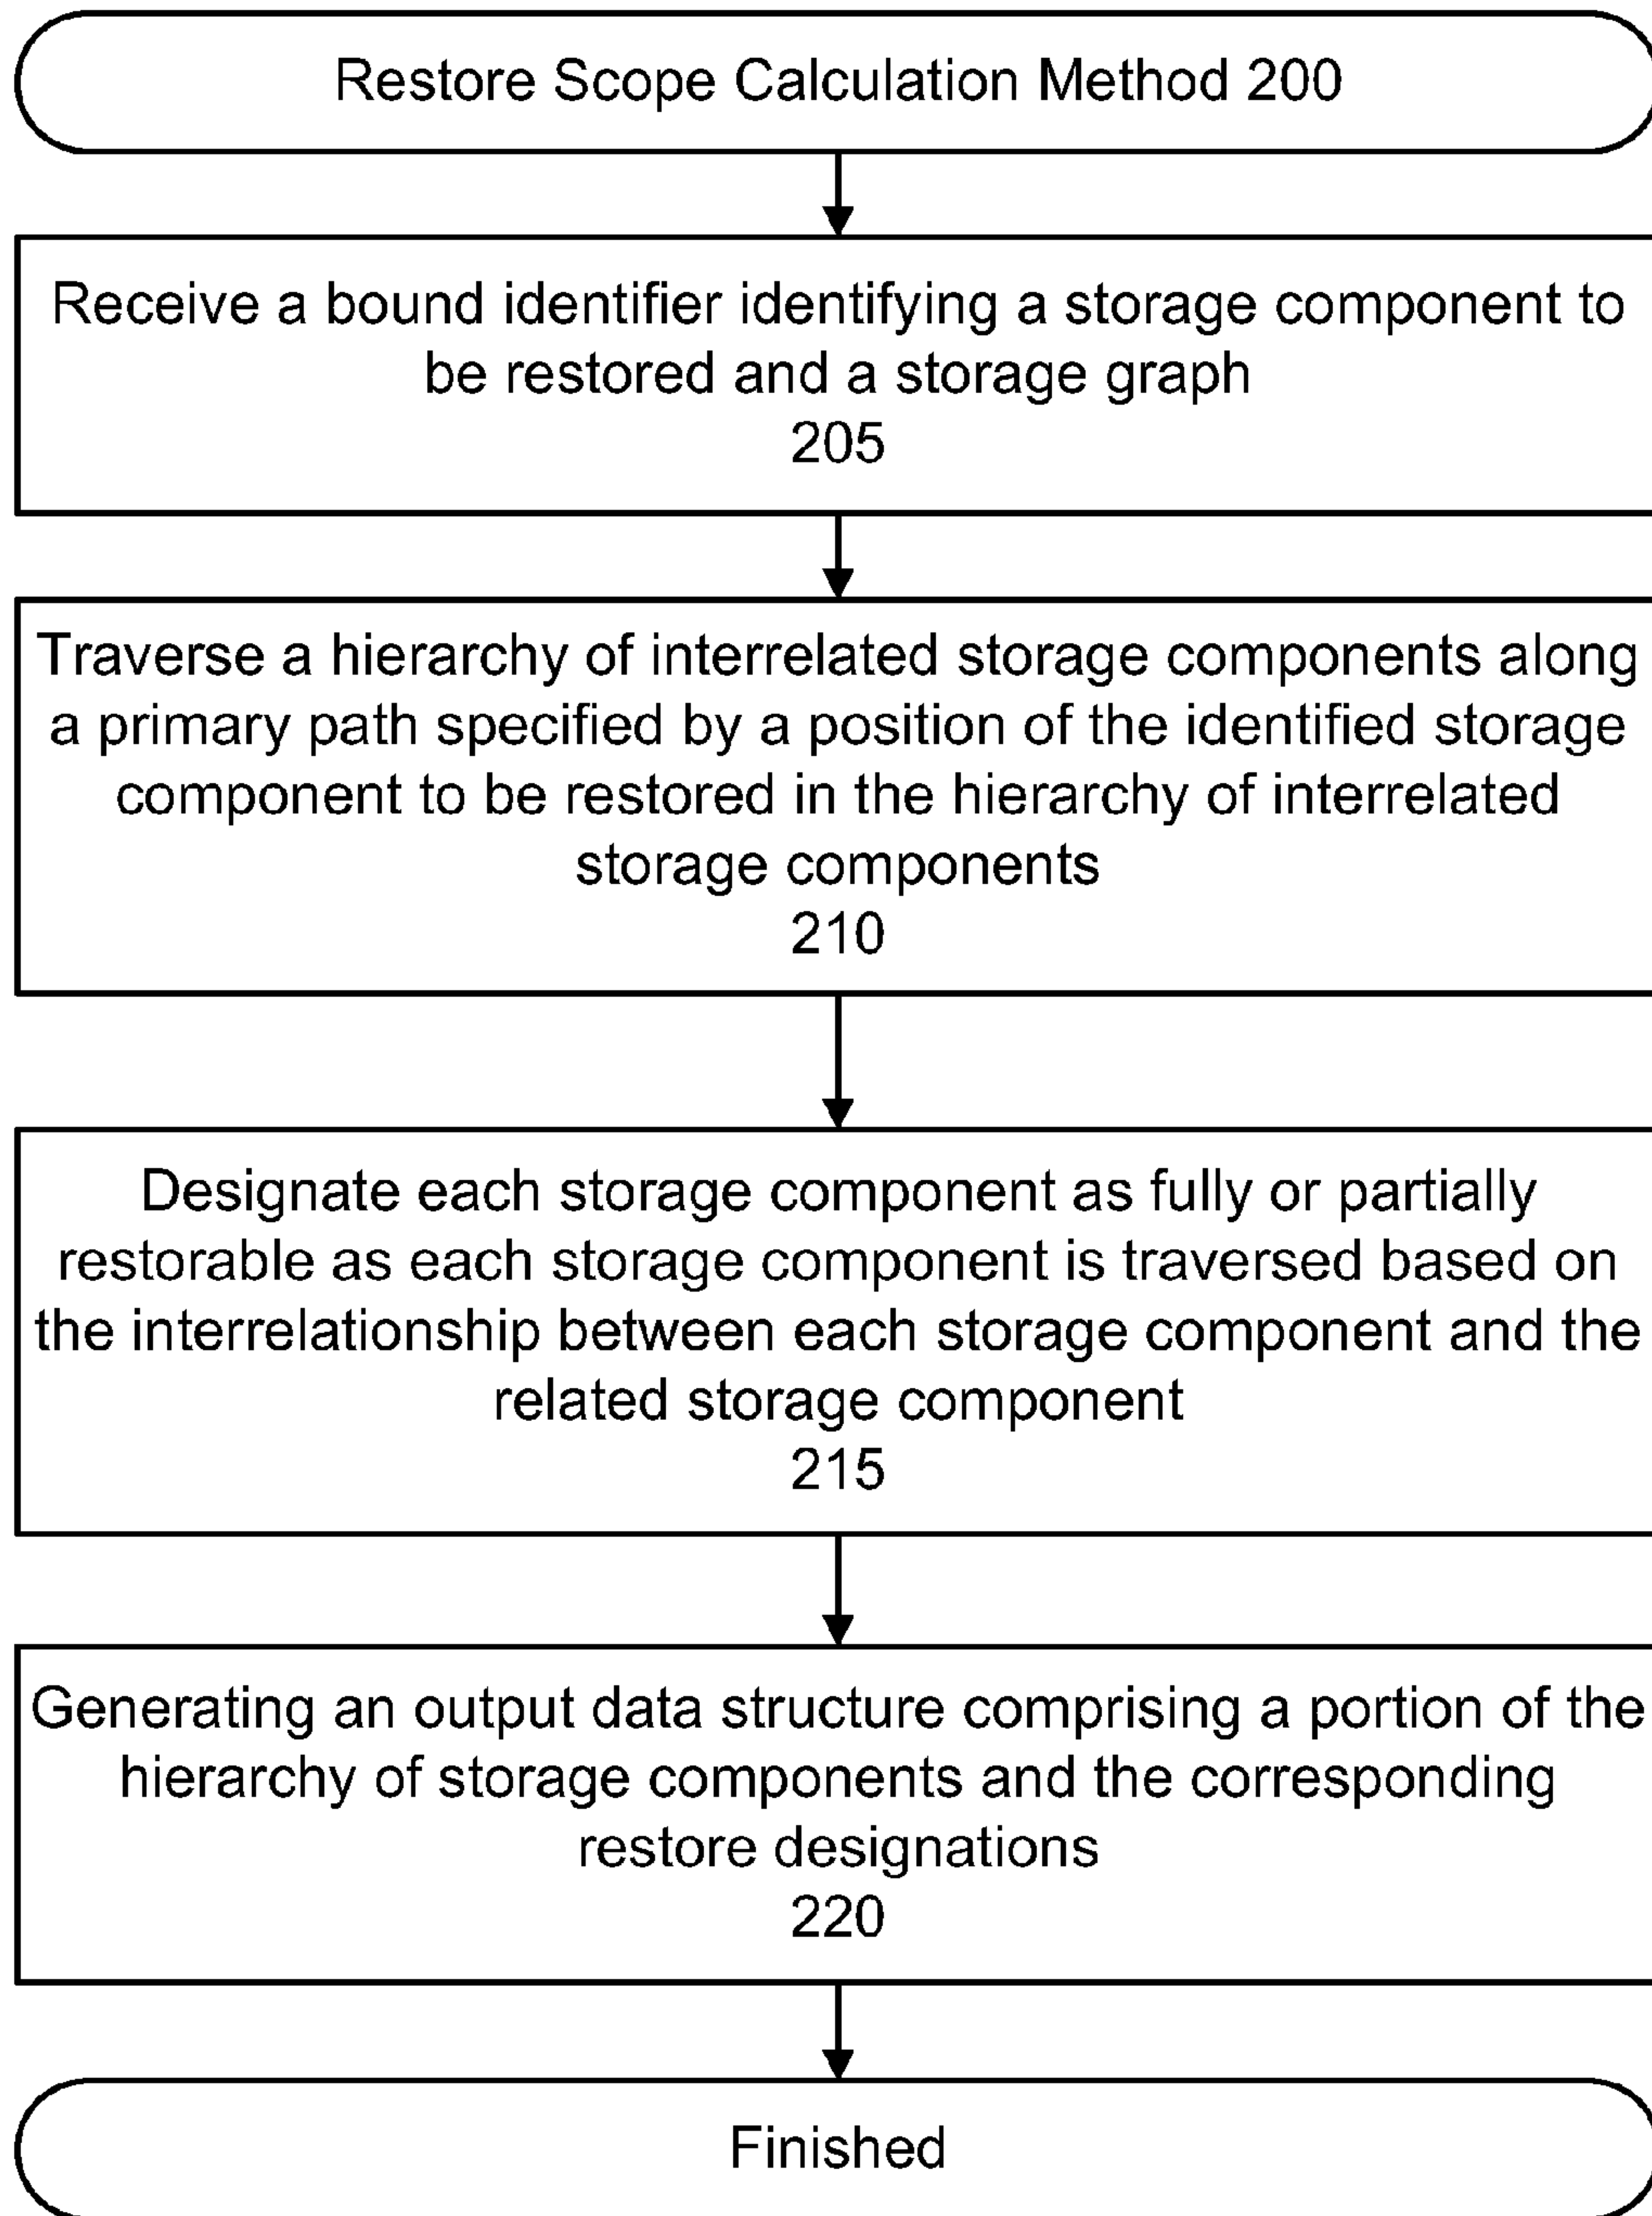 Restore Scope Calculation Method 200
Receive a bound identifier identifying a storage component to
be restored and a storage graph
205
Traverse a hierarchy of interrelated storage components along
a primary path specified by a position of the identified storage
component to be restored in the hierarchy of interrelated
storage components
210
Designate each storage component as fully or partially
restorable as each storage component is traversed based on
the interrelationship between each storage component and the
related storage component
215
Generating an output data structure comprising a portion of the
hierarchy of storage components and the corresponding
restore designations
220
Finished